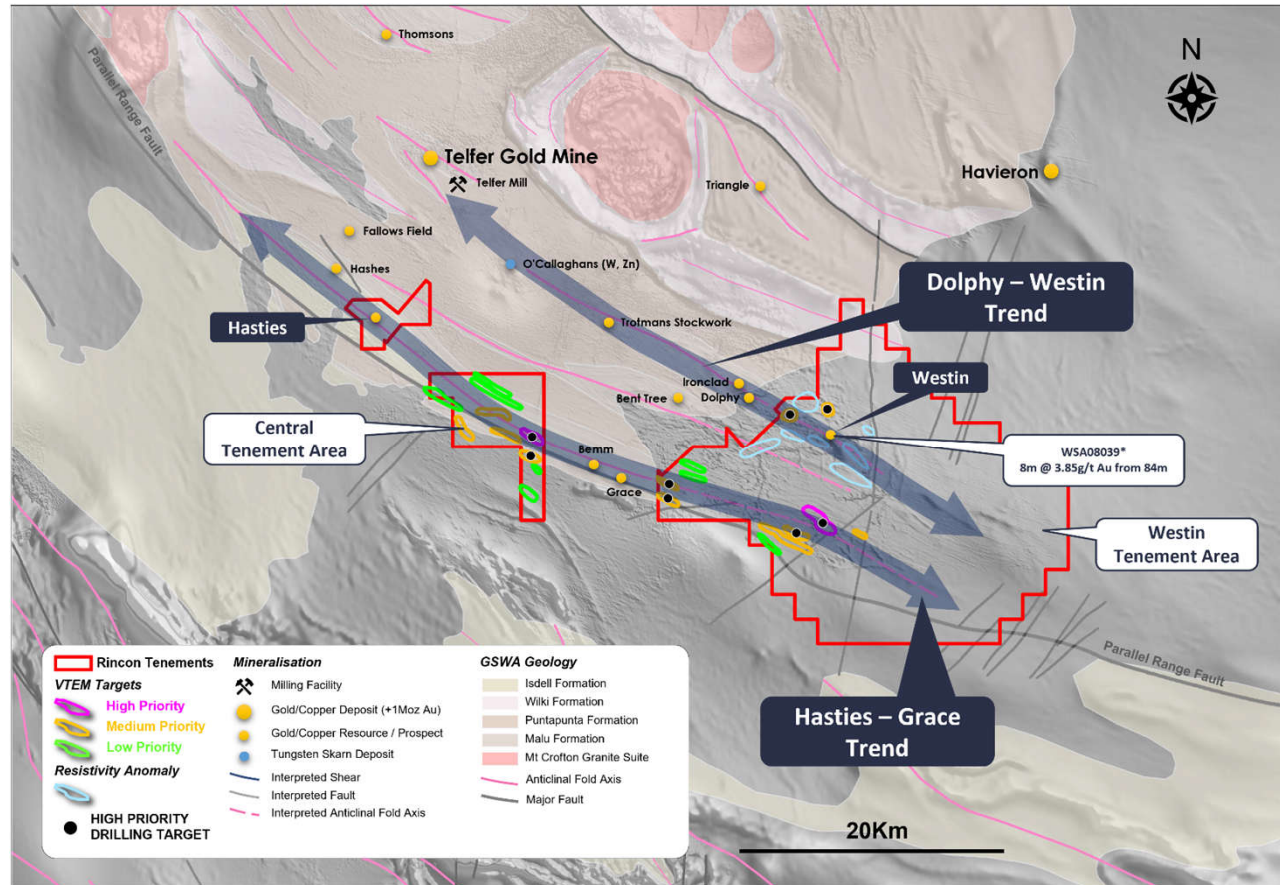 Thomsons
Parallel Range Fault
N
Telfer Gold Mine
Telfer Mill
Triangle
Havieron
Fallows Field
O'Callaghans (W, Zn)
Hashes
Dolphy – Westin
Trend
Hasties
Trotmans Stockwork
Ironclad
Westin
Bent Tree
Dolphy
Central
Tenement Area
WSA08039*
8m @ 3.85g/t Au from 84m
Bemm
Grace
Westin
Tenement Area
Parallel Range Fault
Hasties – Grace
Trend
Rincon Tenements
VTEM Targets
High Priority
Medium Priority
Low Priority
Resistivity Anomaly
HIGH PRIORITY
DRILLING TARGET
Mineralisation
Milling Facility
Gold/Copper Deposit (+1Moz Au)
Gold/Copper Resource / Prospect
Tungsten Skarn Deposit
Interpreted Shear
Interpreted Fault
Interpreted Anticlinal Fold Axis
GSWA Geology
Isdell Formation
Wilki Formation
Puntapunta Formation
Malu Formation
Mt Crofton Granite Suite
Anticlinal Fold Axis
Major Fault
20Km